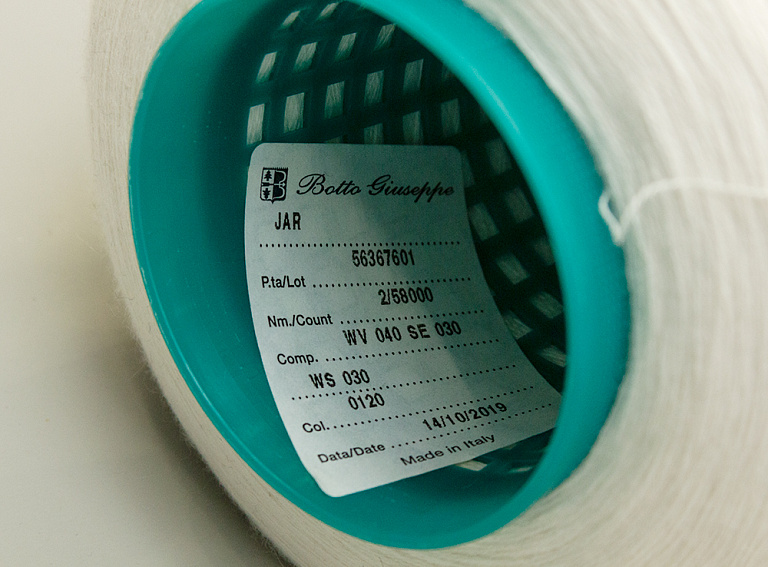 Botto Giuseppe
JAR
P.ta/Lot 56367601
Nm./Count 2/58000
Comp. WV 040 SE 030
WS 030
Col. 0120
Data/Date 14/10/2019
Made in Italy